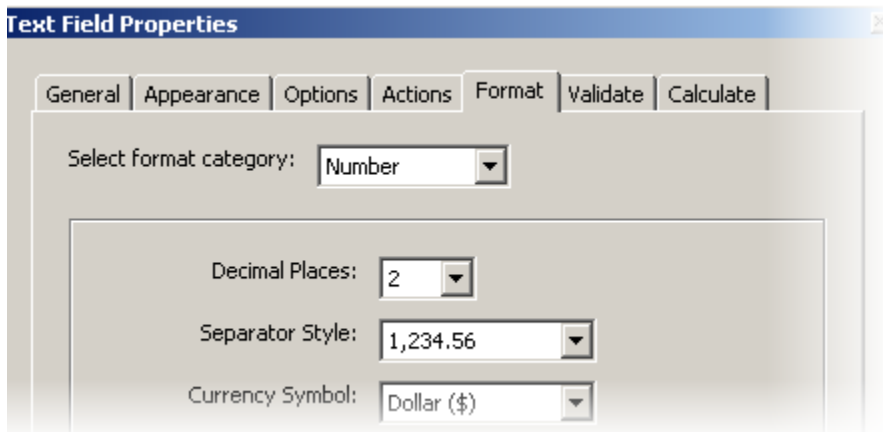 Text Field Properties
General Appearance Options Actions Format Validate Calculate
Select format category: Number
Decimal Places: 2
Separator Style: 1,234.56
Currency Symbol: Dollar ($)